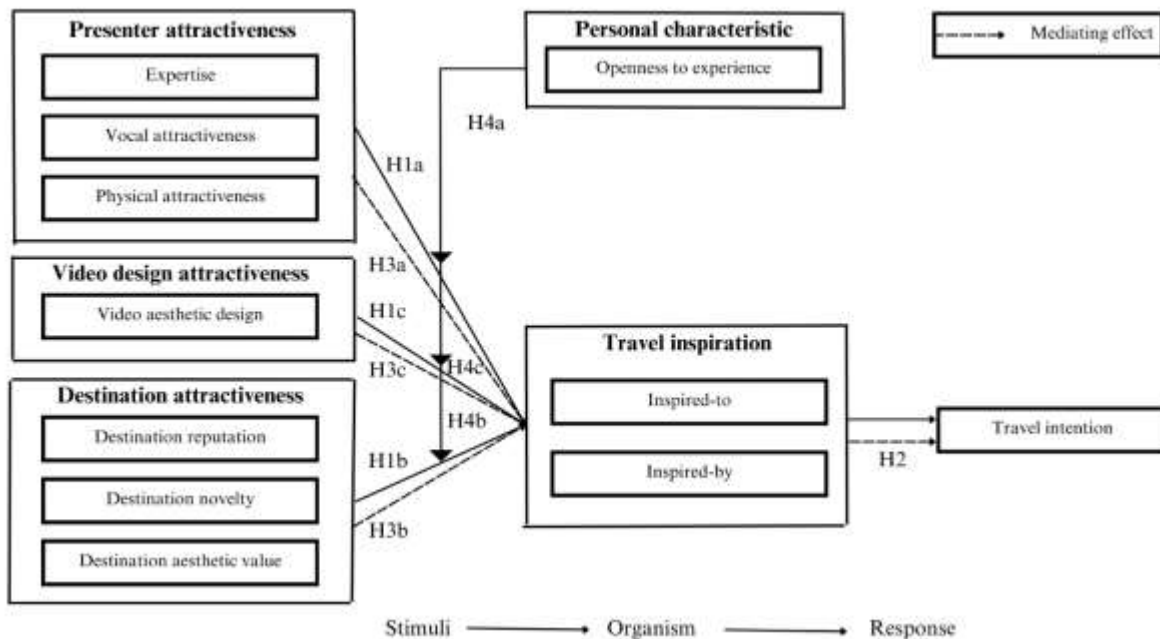 Presenter attractiveness
Expertise
Vocal attractiveness
Physical attractiveness
Personal characteristic
Openness to experience
Mediating effect
H4a
H1a
H3a
Video design attractiveness
Video aesthetic design
H1c
H3c
H4c
H4b
Destination attractiveness
Destination reputation
Destination novelty
Destination aesthetic value
H1b
H3b
Travel inspiration
Inspired-to
Inspired-by
H2
Travel intention
Stimuli Organism Response